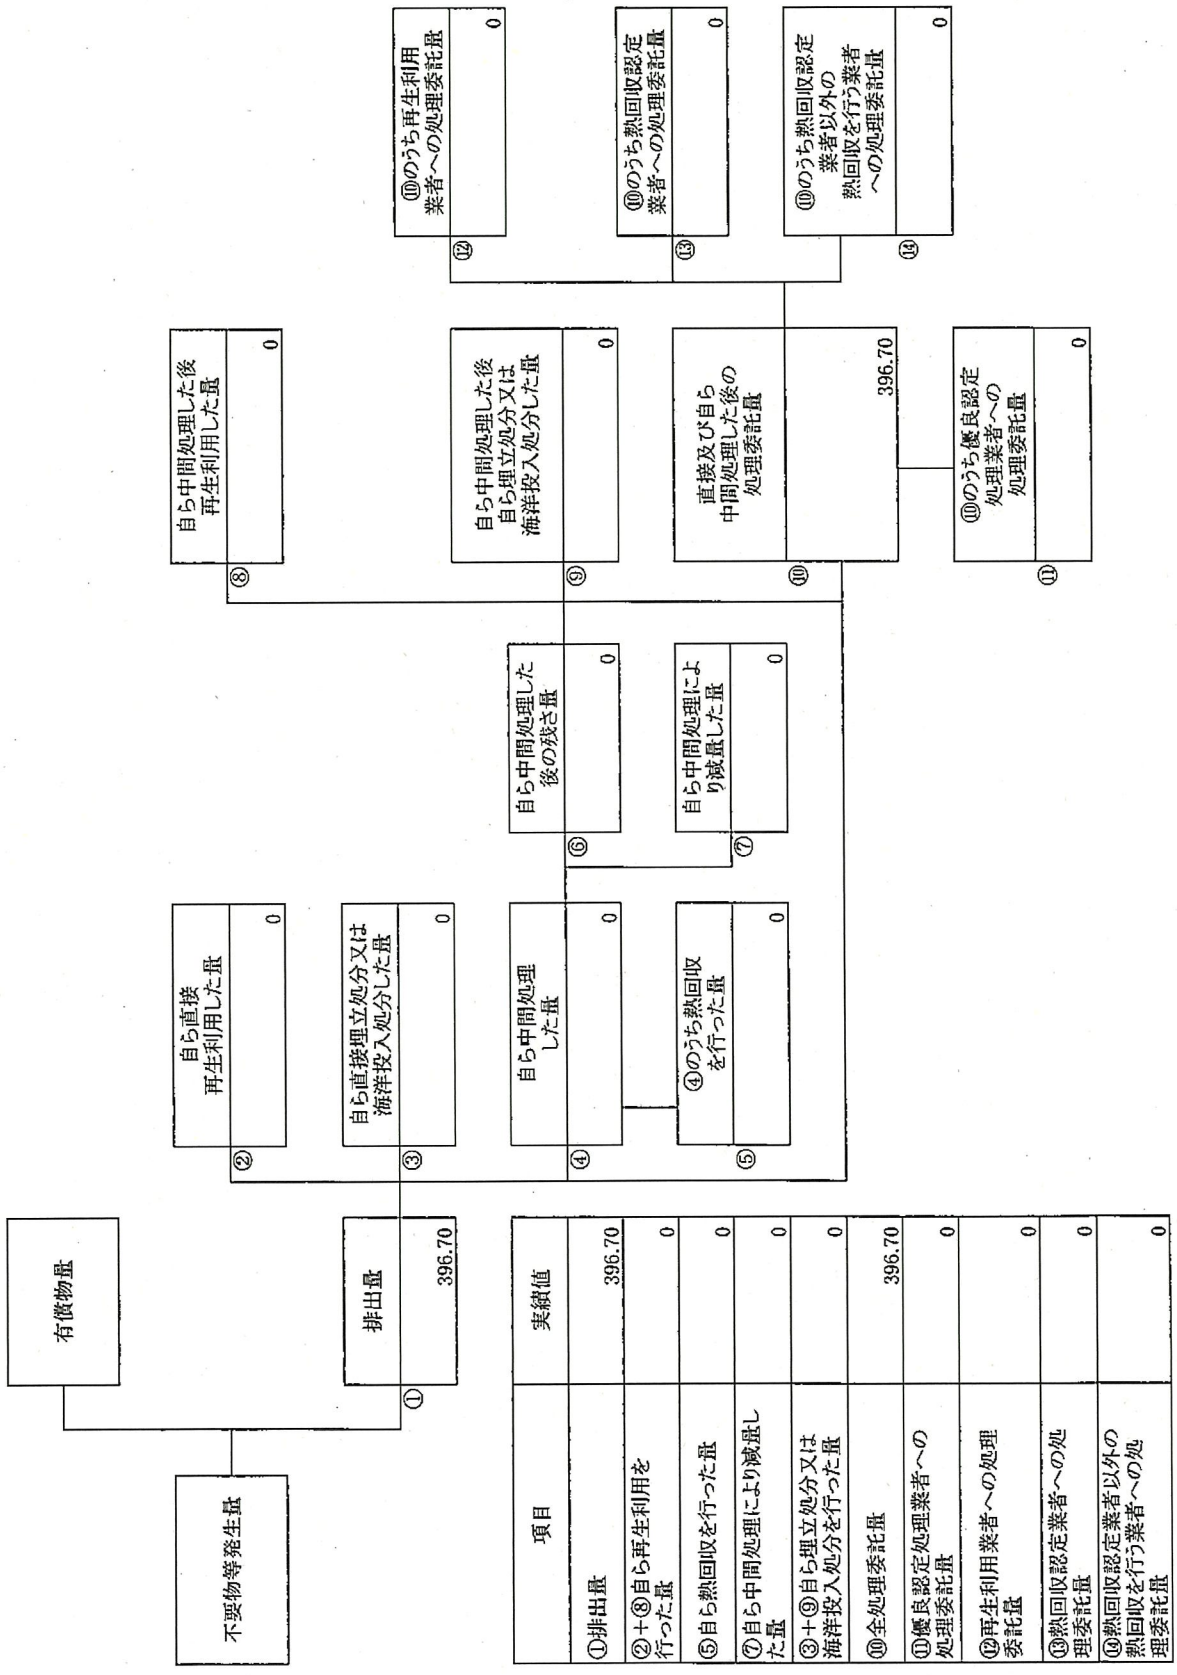 不要物等発生量
有償物量
①
排出量
396.70
②
自ら直接
再生利用した量
0
③
自ら直接埋立処分又は
海洋投入処分した量
0
④
自ら中間処理
した量
0
⑤
④のうち熱回収
を行った量
0
⑥
自ら中間処理した
後の残さ量
0
⑦
自ら中間処理によ
り減量した量
0
⑧
自ら中間処理した後
再生利用した量
0
⑨
自ら中間処理した後
自ら埋立処分又は
海洋投入処分した量
0
⑩
直接及び自ら
中間処理した後の
処理委託量
396.70
⑪
⑩のうち優良認定
処理業者への
処理委託量
0
⑫
⑩のうち再生利用
業者への処理委託量
0
⑬
⑩のうち熱回収認定
業者への処理委託量
0
⑭
⑩のうち熱回収認定
業者以外の
熱回収を行う業者
への処理委託量
0
項目 実績値
①排出量 396.70
②+⑧自ら再生利用を
行った量 0
⑤自ら熱回収を行った量 0
⑦自ら中間処理により減量し
た量 0
③+⑨自ら埋立処分又は
海洋投入処分を行った量 0
⑩全処理委託量 396.70
⑪優良認定処理業者への
処理委託量 0
⑫再生利用業者への処理
委託量 0
⑬熱回収認定業者への処
理委託量 0
⑭熱回収認定業者以外の
熱回収を行う業者への処
理委託量 0